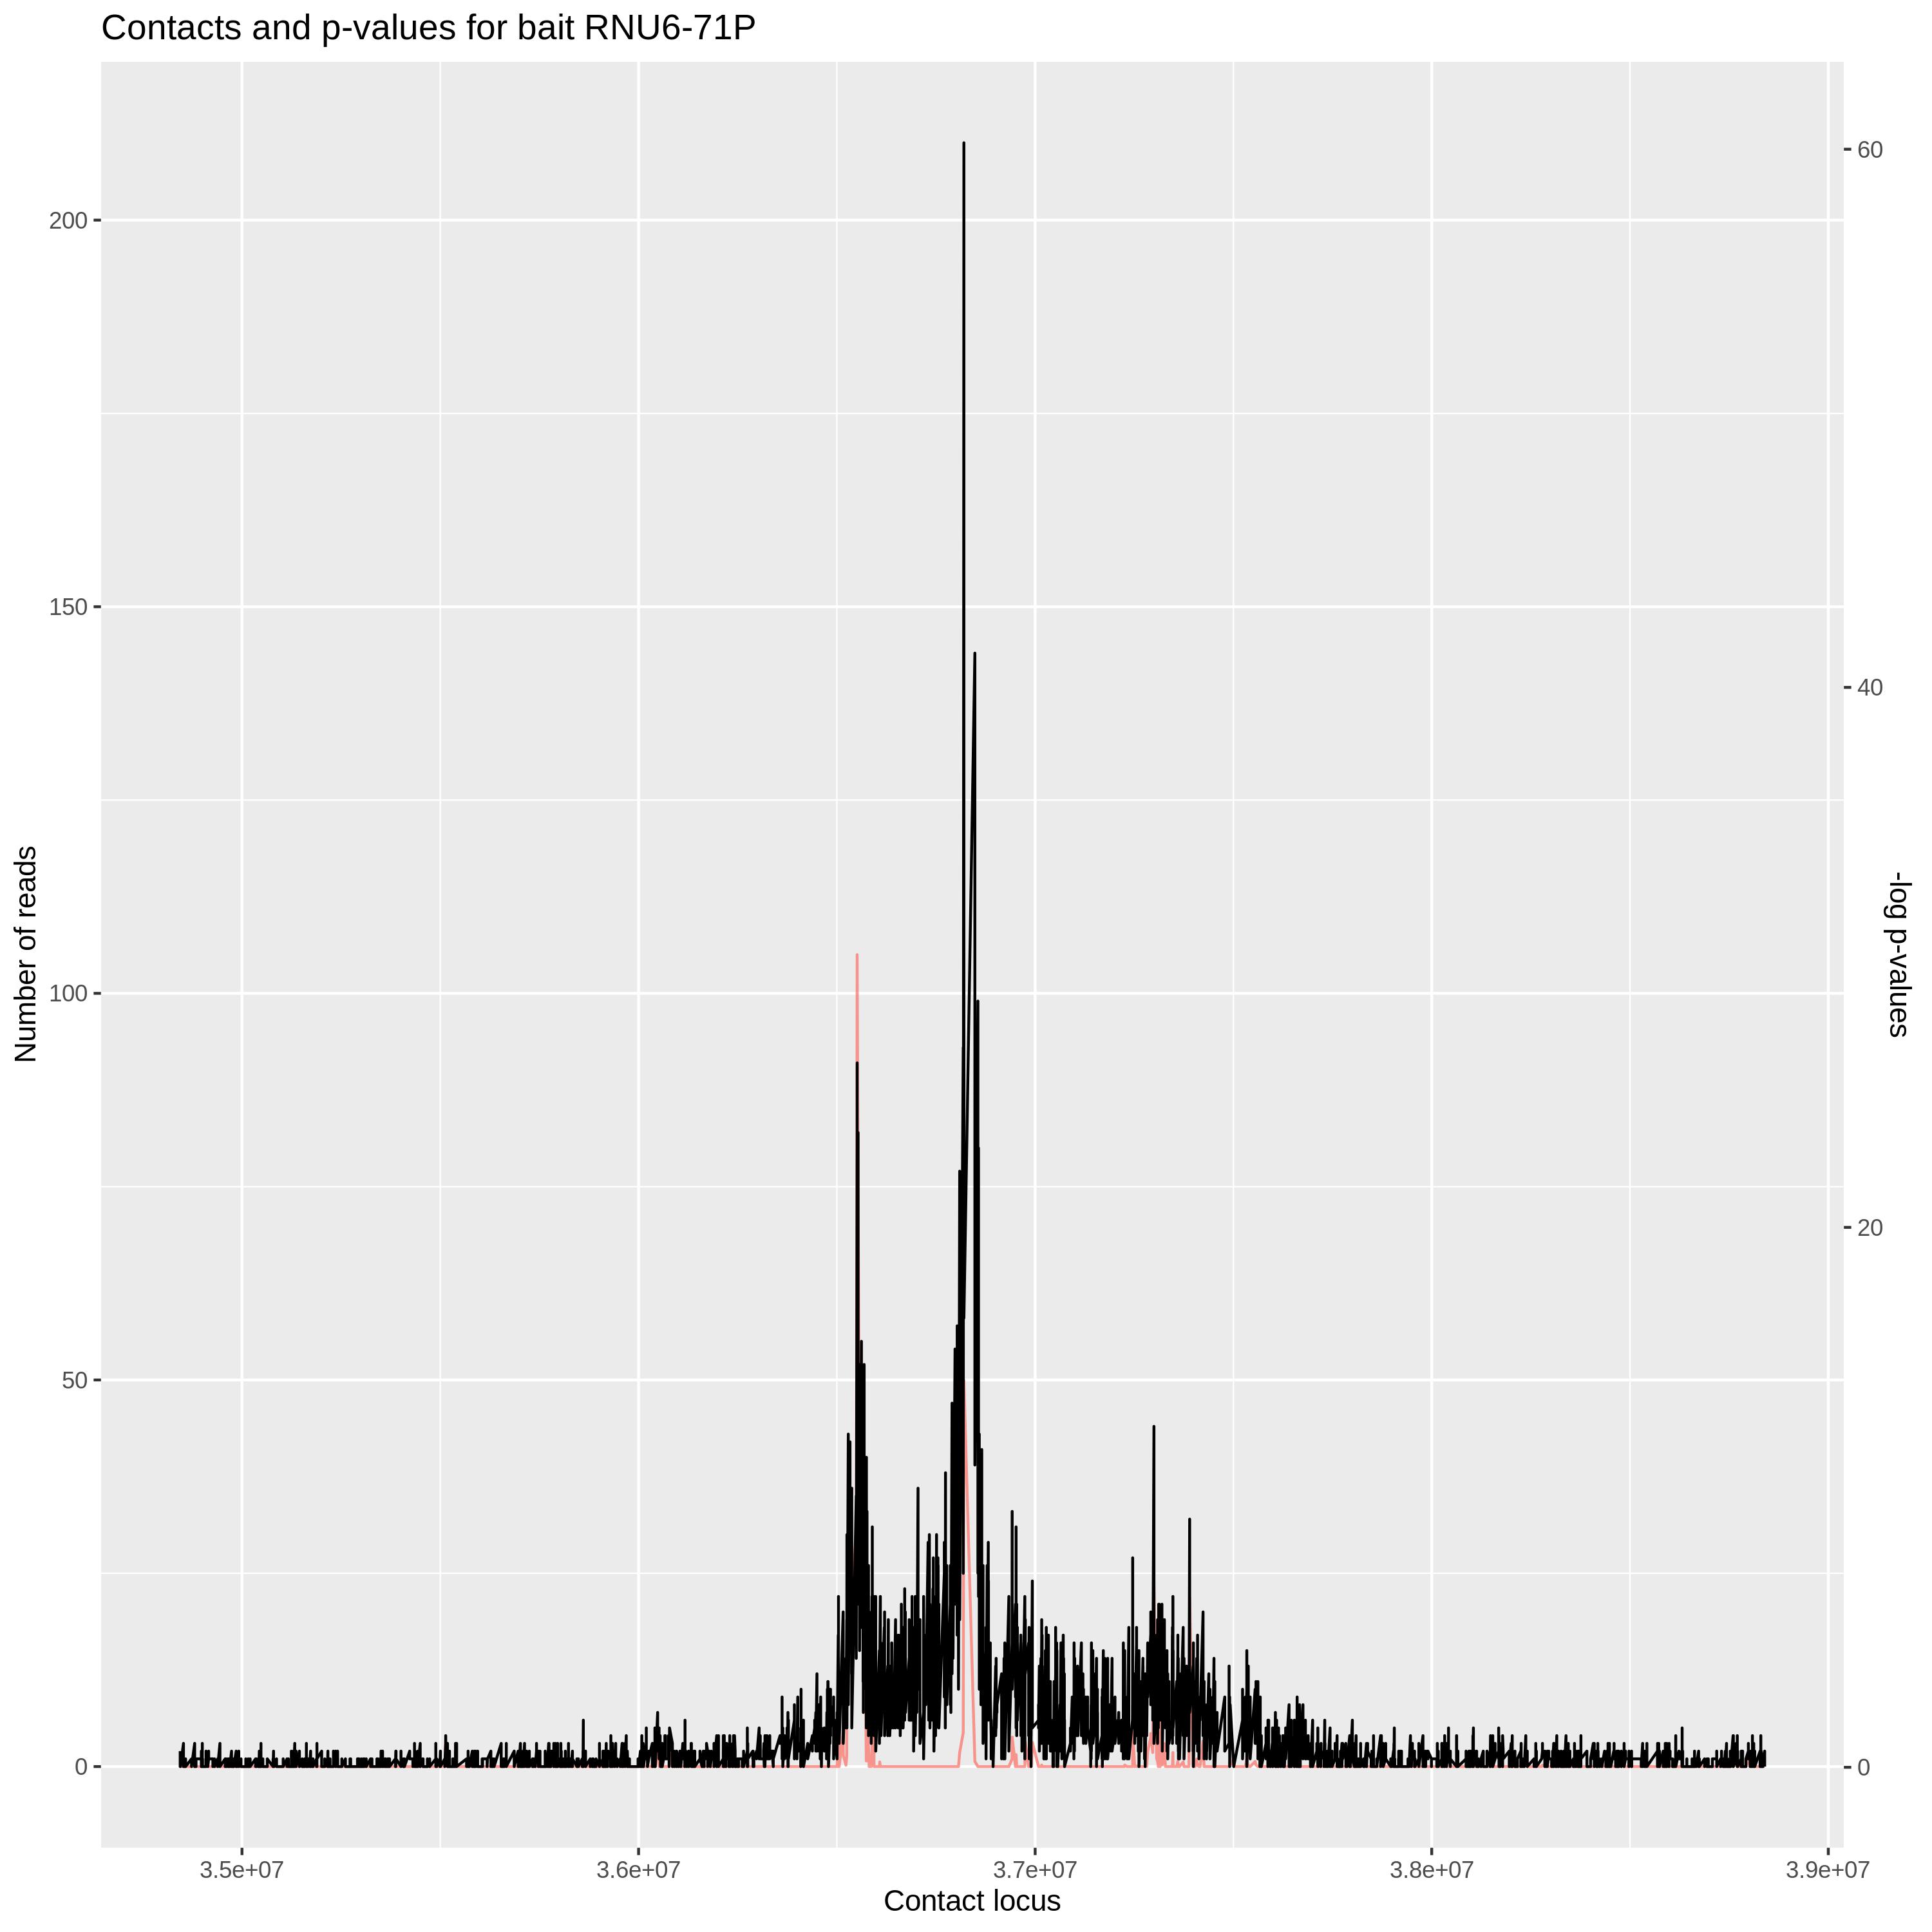 Contacts and p-values for bait RNU6-71P
200
150
100
50
0
Number of reads
60
40
20
0
-log p-values
3.5e+07
3.6e+07
3.7e+07
3.8e+07
3.9e+07
Contact locus